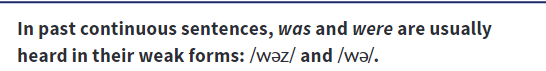 In past continuous sentences, was and were are usually
heard in their weak forms: /wəz/ and /wə/.